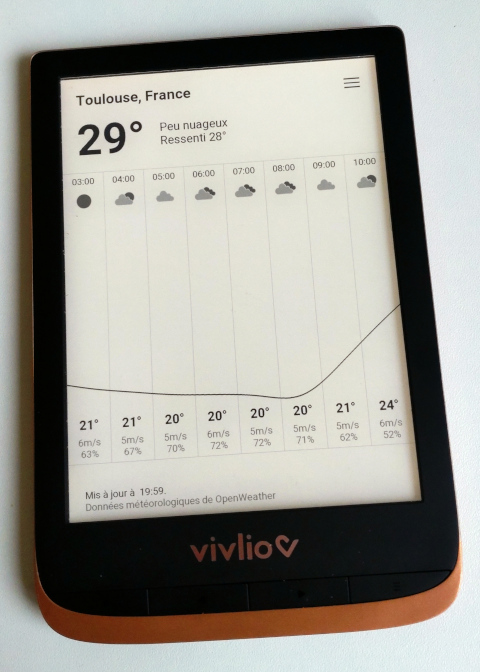 Toulouse, France
29°
Peu nuageux
Ressenti 28°
03:00 04:00 05:00 06:00 07:00 08:00 09:00 10:00
21° 21° 20° 20° 20° 20° 21° 24°
6m/s 5m/s 5m/s 6m/s 5m/s 5m/s 5m/s 6m/s
63% 67% 70% 72% 72% 71% 62% 52%
Mis à jour à 19:59.
Données météorologiques de OpenWeather
vivlio